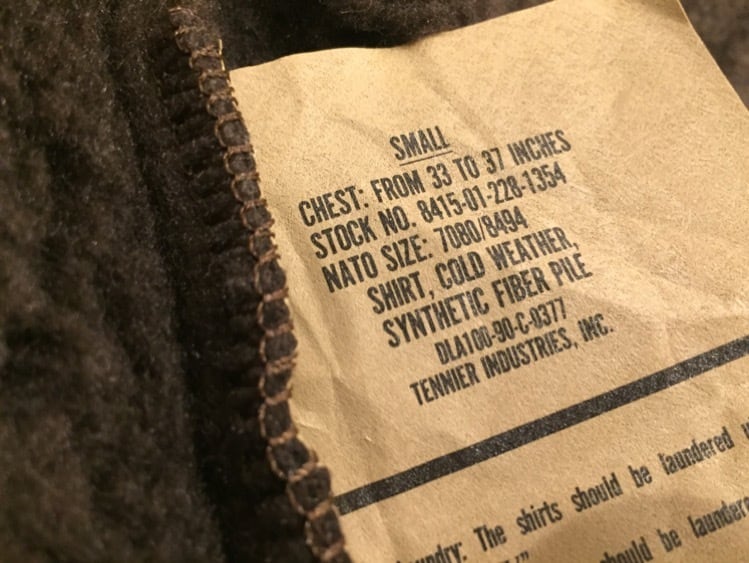 SMALL
CHEST: FROM 33 TO 37 INCHES
STOCK NO. 8415-01-228-1354
NATO SIZE: 7080/8494
SHIRT, COLD WEATHER,
SYNTHETIC FIBER PILE
DLA100-90-C-0377
TENNIER INDUSTRIES, INC.
The shirts should be laundered
should be